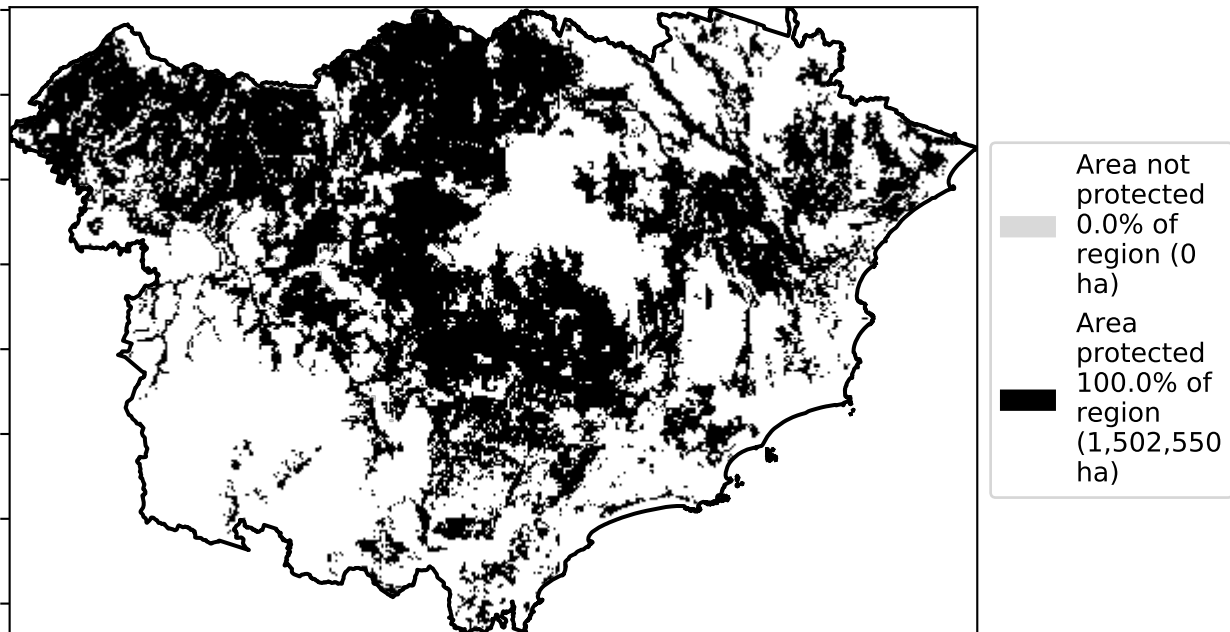 Area not
protected
0.0% of
region (0
ha)
Area
protected
100.0% of
region
(1,502,550
ha)